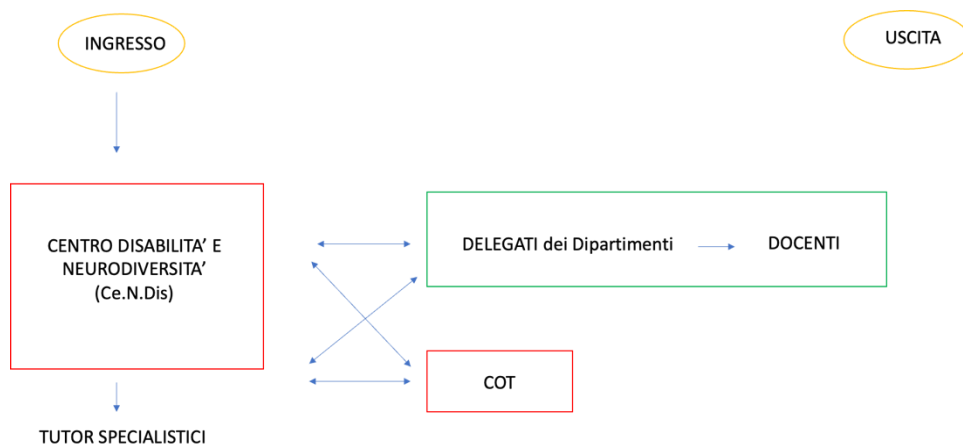 INGRESSO
USCITA
CENTRO DISABILITA’ E
NEURODIVERSITA’
(Ce.N.Dis)
DELEGATI dei Dipartimenti
DOCENTI
COT
TUTOR SPECIALISTICI